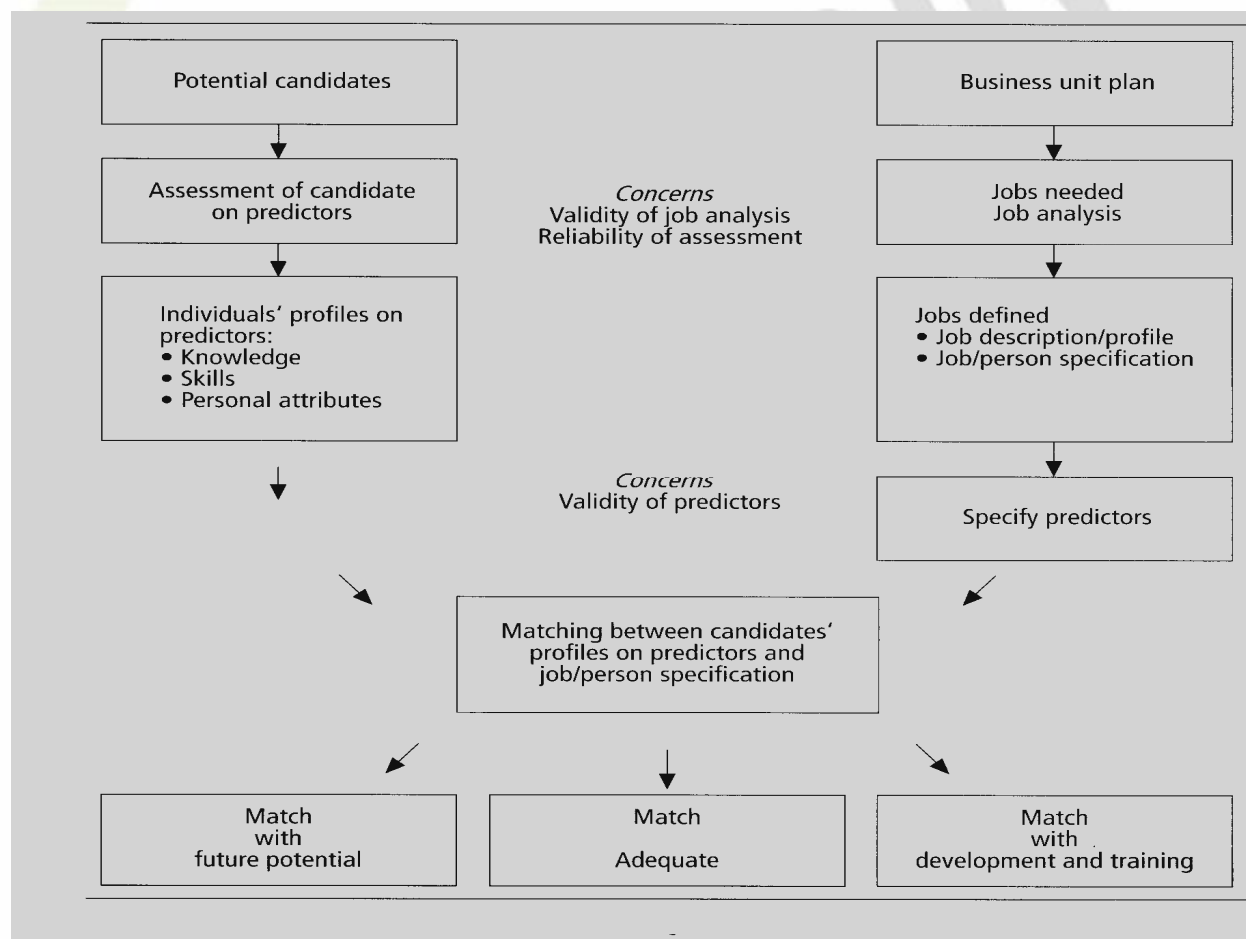 Potential candidates
Business unit plan
Assessment of candidate
on predictors
Concerns
Validity of job analysis
Reliability of assessment
Jobs needed
Job analysis
Individuals' profiles on
predictors:
• Knowledge
• Skills
• Personal attributes
Jobs defined
• Job description/profile
• Job/person specification
Concerns
Validity of predictors
Specify predictors
Matching between candidates'
profiles on predictors and
job/person specification
Match
with
future potential
Match
Adequate
Match
with
development and training